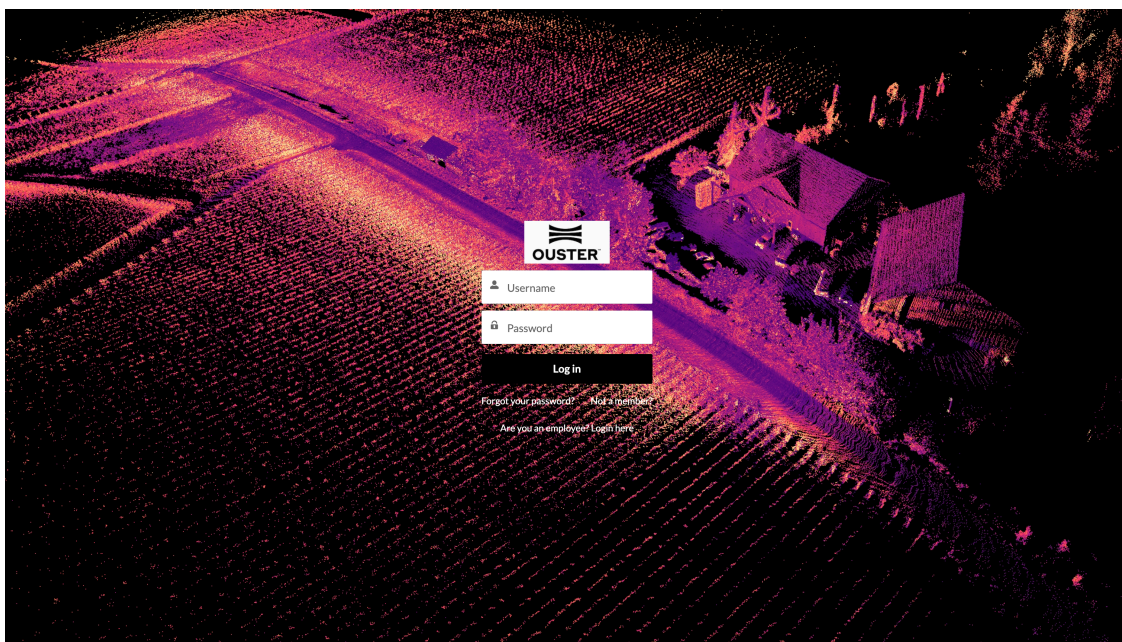 OUSTER
Username
Password
Log in
Forgot your password? Not a member?
Are you an employee? Login here